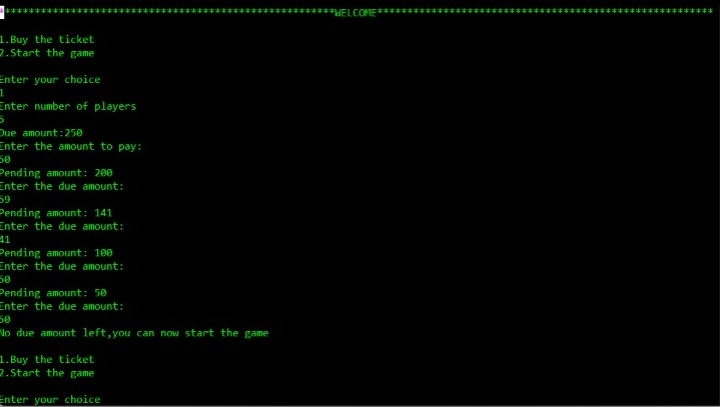 ********************************************************WELCOME********************************************************
1.Buy the ticket
2.Start the game
Enter your choice
1
Enter number of players
5
Due amount:250
Enter the amount to pay:
50
Pending amount: 200
Enter the due amount:
59
Pending amount: 141
Enter the due amount:
41
Pending amount: 100
Enter the due amount:
50
Pending amount: 50
Enter the due amount:
50
No due amount left,you can now start the game
1.Buy the ticket
2.Start the game
Enter your choice